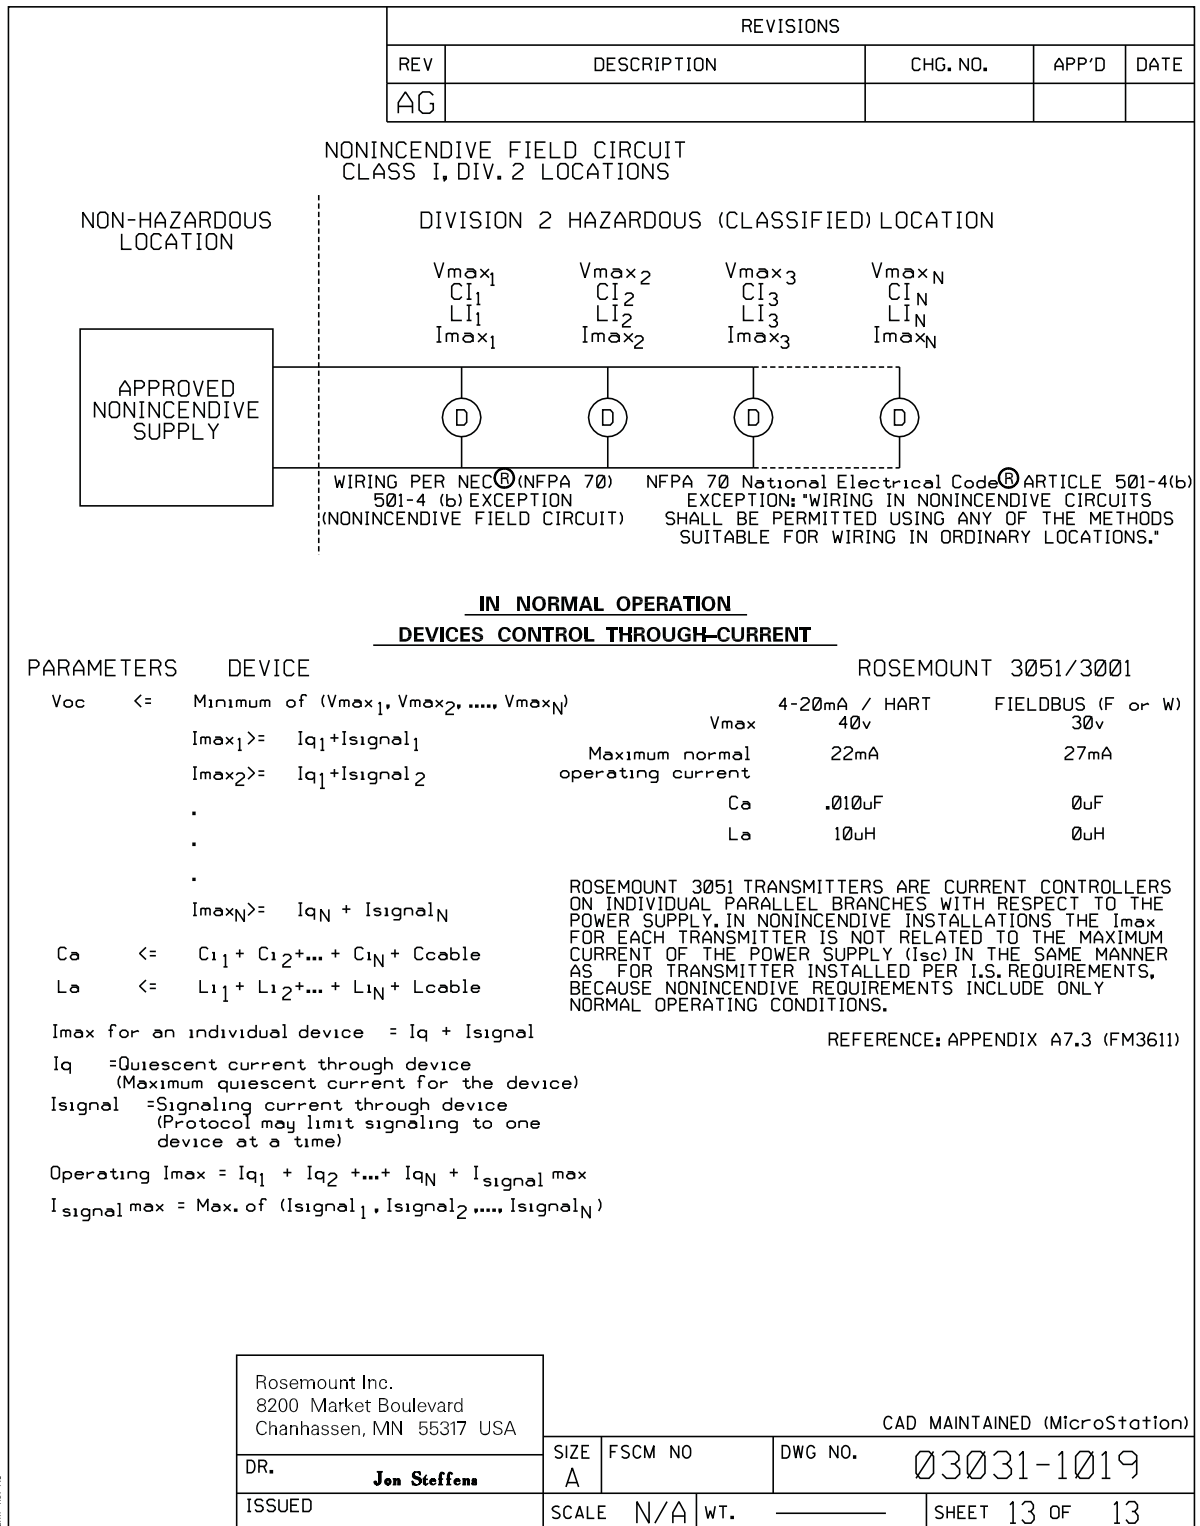 REVISIONS
REV DESCRIPTION CHG. NO. APP'D DATE
AG
NONINCENDIVE FIELD CIRCUIT
CLASS I, DIV. 2 LOCATIONS
NON-HAZARDOUS
LOCATION
DIVISION 2 HAZARDOUS (CLASSIFIED) LOCATION
Vmax1 Vmax2 Vmax3 VmaxN
CI1 CI2 CI3 CIN
LI1 LI2 LI3 LIN
Imax1 Imax2 Imax3 ImaxN
APPROVED
NONINCENDIVE
SUPPLY
D D D D
WIRING PER NEC® (NFPA 70)
501-4 (b) EXCEPTION
(NONINCENDIVE FIELD CIRCUIT)
NFPA 70 National Electrical Code® ARTICLE 501-4(b)
EXCEPTION: "WIRING IN NONINCENDIVE CIRCUITS
SHALL BE PERMITTED USING ANY OF THE METHODS
SUITABLE FOR WIRING IN ORDINARY LOCATIONS."
IN NORMAL OPERATION
DEVICES CONTROL THROUGH-CURRENT
PARAMETERS DEVICE
Voc <= Minimum of (Vmax1, Vmax2, ...., VmaxN)
Imax1>= Iq1+Isignal1
Imax2>= Iq1+Isignal2
.
.
.
ImaxN>= IqN + IsignalN
Ca <= Ci1 + Ci2+... + CiN + Ccable
La <= Li1 + Li2+... + LiN + Lcable
Imax for an individual device = Iq + Isignal
Iq =Quiescent current through device
(Maximum quiescent current for the device)
Isignal =Signaling current through device
(Protocol may limit signaling to one
device at a time)
Operating Imax = Iq1 + Iq2 +...+ IqN + Isignal max
Isignal max = Max. of (Isignal1, Isignal2,...., IsignalN)
ROSEMOUNT 3051/3001
4-20mA / HART FIELDBUS (F or W)
Vmax 40v 30v
Maximum normal 22mA 27mA
operating current
Ca .010uF 0uF
La 10uH 0uH
ROSEMOUNT 3051 TRANSMITTERS ARE CURRENT CONTROLLERS
ON INDIVIDUAL PARALLEL BRANCHES WITH RESPECT TO THE
POWER SUPPLY. IN NONINCENDIVE INSTALLATIONS THE Imax
FOR EACH TRANSMITTER IS NOT RELATED TO THE MAXIMUM
CURRENT OF THE POWER SUPPLY (Isc) IN THE SAME MANNER
AS FOR TRANSMITTER INSTALLED PER I.S. REQUIREMENTS,
BECAUSE NONINCENDIVE REQUIREMENTS INCLUDE ONLY
NORMAL OPERATING CONDITIONS.
REFERENCE: APPENDIX A7.3 (FM3611)
Rosemount Inc.
8200 Market Boulevard
Chanhassen, MN 55317 USA
CAD MAINTAINED (MicroStation)
DR. Jon Steffens
SIZE A FSCM NO DWG NO. 03031-1019
ISSUED
SCALE N/A WT. SHEET 13 OF 13